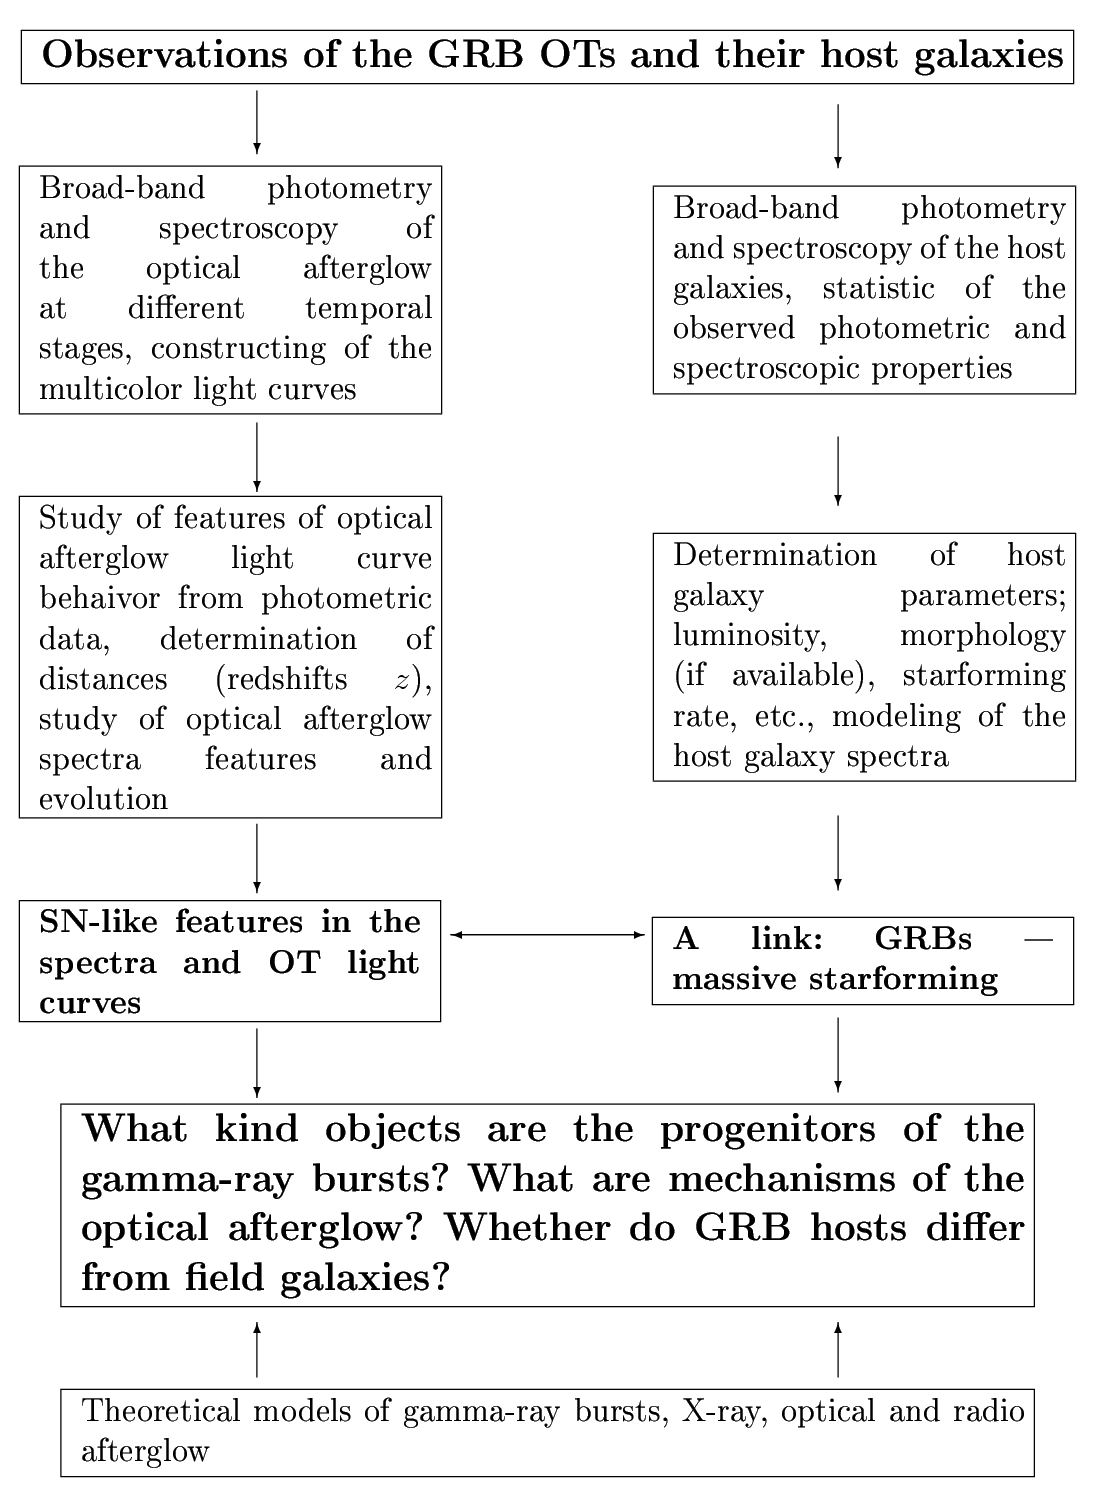 Observations of the GRB OTs and their host galaxies
Broad-band photometry
and spectroscopy of
the optical afterglow
at different temporal
stages, constructing of the
multicolor light curves
Broad-band photometry
and spectroscopy of the host
galaxies, statistic of the
observed photometric and
spectroscopic properties
Study of features of optical
afterglow light curve
behaivor from photometric
data, determination of
distances (redshifts z),
study of optical afterglow
spectra features and
evolution
Determination of host
galaxy parameters;
luminosity, morphology
(if available), starforming
rate, etc., modeling of the
host galaxy spectra
SN-like features in the
spectra and OT light
curves
A link: GRBs —
massive starforming
What kind objects are the progenitors of the
gamma-ray bursts? What are mechanisms of the
optical afterglow? Whether do GRB hosts differ
from field galaxies?
Theoretical models of gamma-ray bursts, X-ray, optical and radio
afterglow